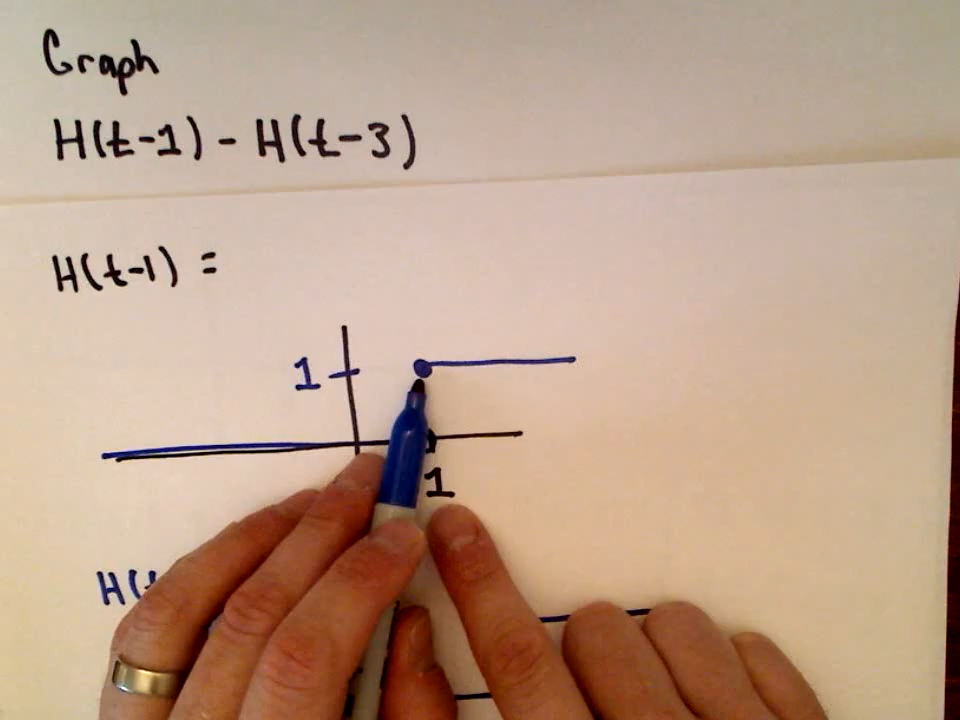 Graph
H(t-1) - H(t-3)
H(t-1) =
1
1
H(t